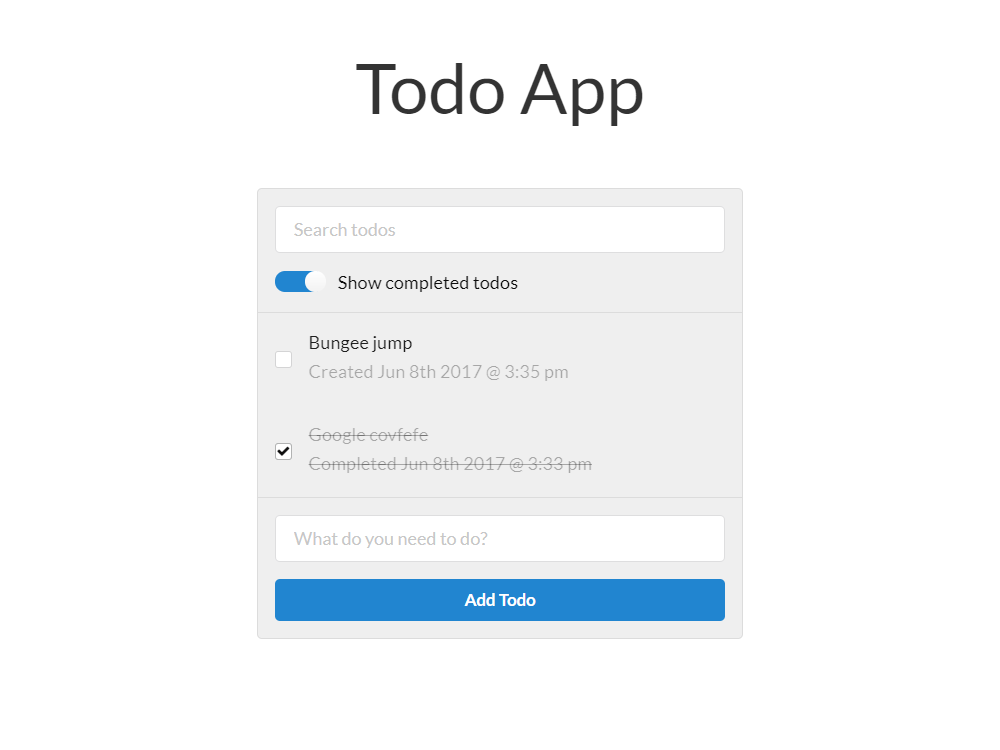 Todo App
Search todos
Show completed todos
Bungee jump
Created Jun 8th 2017 @ 3:35 pm
Google covfefe
Completed Jun 8th 2017 @ 3:33 pm
What do you need to do?
Add Todo